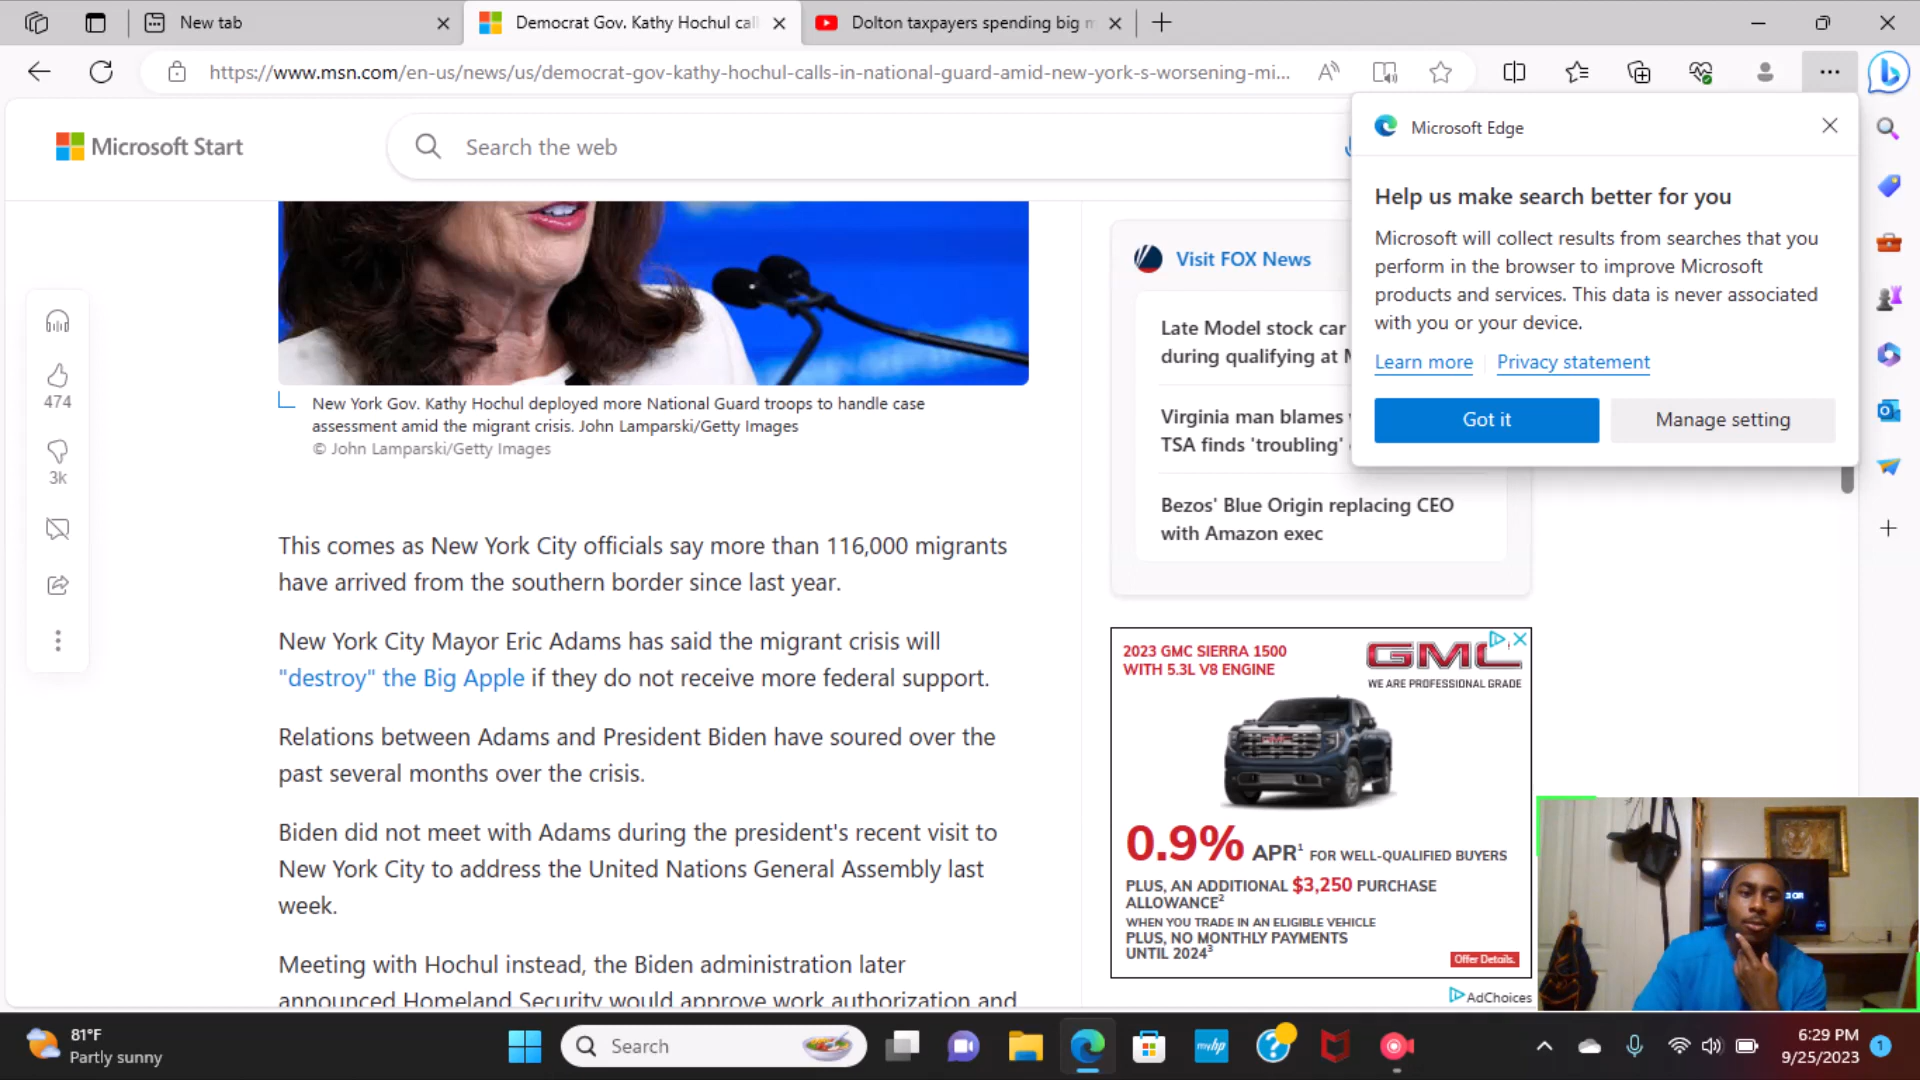 New tab
Democrat Gov. Kathy Hochul cal
Dolton taxpayers spending big m
https://www.msn.com/en-us/news/us/democrat-gov-kathy-hochul-calls-in-national-guard-amid-new-york-s-worsening-mi...
Microsoft Start
Search the web
Microsoft Edge
Help us make search better for you
Microsoft will collect results from searches that you
perform in the browser to improve Microsoft
products and services. This data is never associated
with you or your device.
Learn more
Privacy statement
Got it
Manage setting
474
3k
New York Gov. Kathy Hochul deployed more National Guard troops to handle case
assessment amid the migrant crisis. John Lamparski/Getty Images
© John Lamparski/Getty Images
This comes as New York City officials say more than 116,000 migrants
have arrived from the southern border since last year.
New York City Mayor Eric Adams has said the migrant crisis will
"destroy" the Big Apple if they do not receive more federal support.
Relations between Adams and President Biden have soured over the
past several months over the crisis.
Biden did not meet with Adams during the president's recent visit to
New York City to address the United Nations General Assembly last
week.
Meeting with Hochul instead, the Biden administration later
announced Homeland Security would approve work authorization and
Visit FOX News
Late Model stock car
during qualifying at M
Virginia man blames
TSA finds 'troubling'
Bezos' Blue Origin replacing CEO
with Amazon exec
2023 GMC SIERRA 1500
WITH 5.3L V8 ENGINE
GMC
WE ARE PROFESSIONAL GRADE
0.9% APR¹ FOR WELL-QUALIFIED BUYERS
PLUS, AN ADDITIONAL $3,250 PURCHASE
ALLOWANCE²
WHEN YOU TRADE IN AN ELIGIBLE VEHICLE
PLUS, NO MONTHLY PAYMENTS
UNTIL 2024³
Offer Details.
AdChoices
81°F
Partly sunny
Search
myhp
6:29 PM
9/25/2023
1